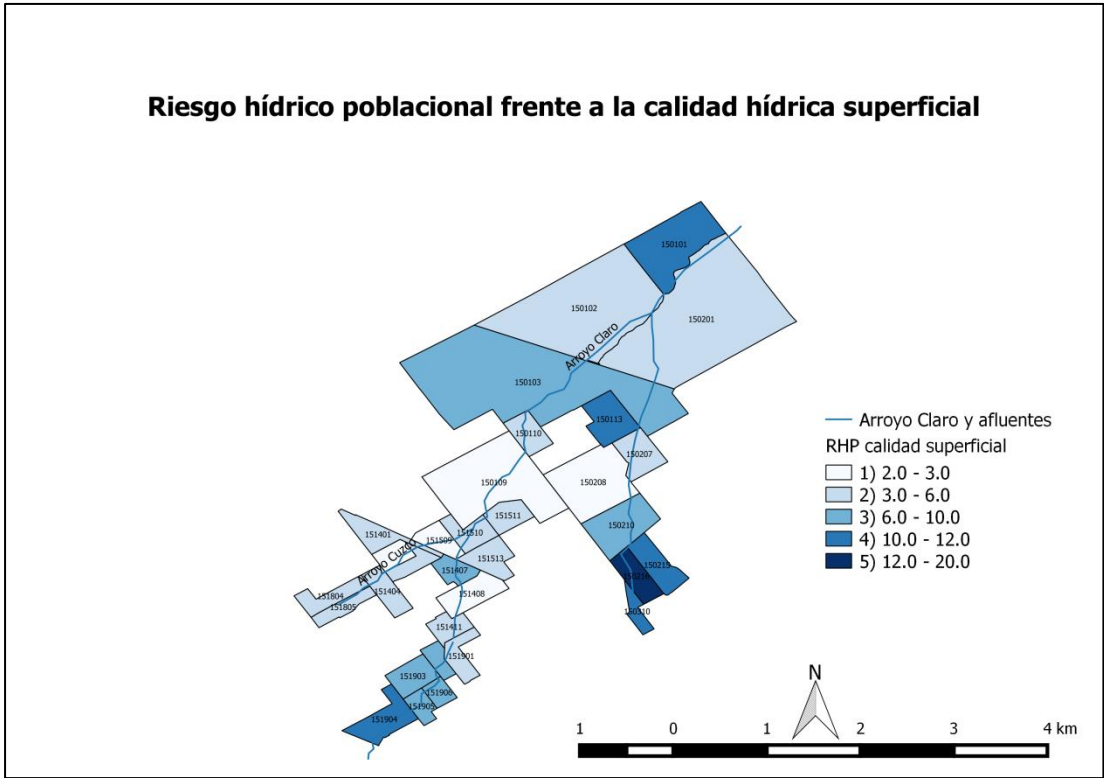 Riesgo hídrico poblacional frente a la calidad hídrica superficial
150101
150102
150201
Arroyo Claro
150103
150113
150110
150207
150109
150208
151511
150210
151401
151509
151510
Arroyo Cuzco
151513
151407
150215
150216
151404
151408
151804
151805
150310
151411
151901
151903
151906
151905
151904
Arroyo Claro y afluentes
RHP calidad superficial
1) 2.0 - 3.0
2) 3.0 - 6.0
3) 6.0 - 10.0
4) 10.0 - 12.0
5) 12.0 - 20.0
N
1 0 1 2 3 4 km